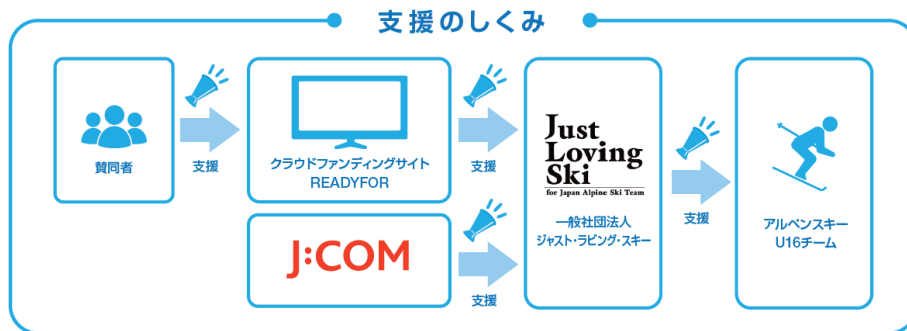 支援のしくみ
賛同者
支援
クラウドファンディングサイト
READYFOR
支援
J:COM
支援
Just
Loving
Ski
for Japan Alpine Ski Team
一般社団法人
ジャスト・ラビング・スキー
支援
アルペンスキー
U16チーム